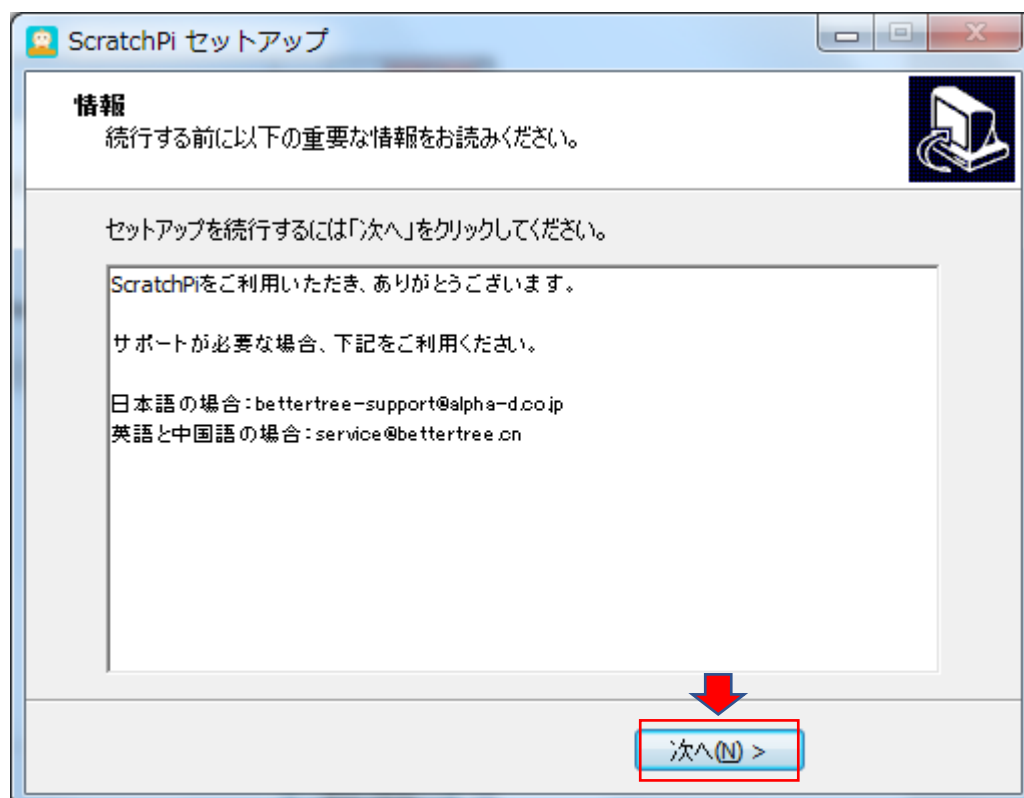 ScratchPi セットアップ
情報
続行する前に以下の重要な情報をお読みください。
セットアップを続行するには「次へ」をクリックしてください。
ScratchPiをご利用いただき、ありがとうございます。
サポートが必要な場合、下記をご利用ください。
日本語の場合：bettertree-support@alpha-d.co.jp
英語と中国語の場合：service@bettertree.cn
次へ(N) >